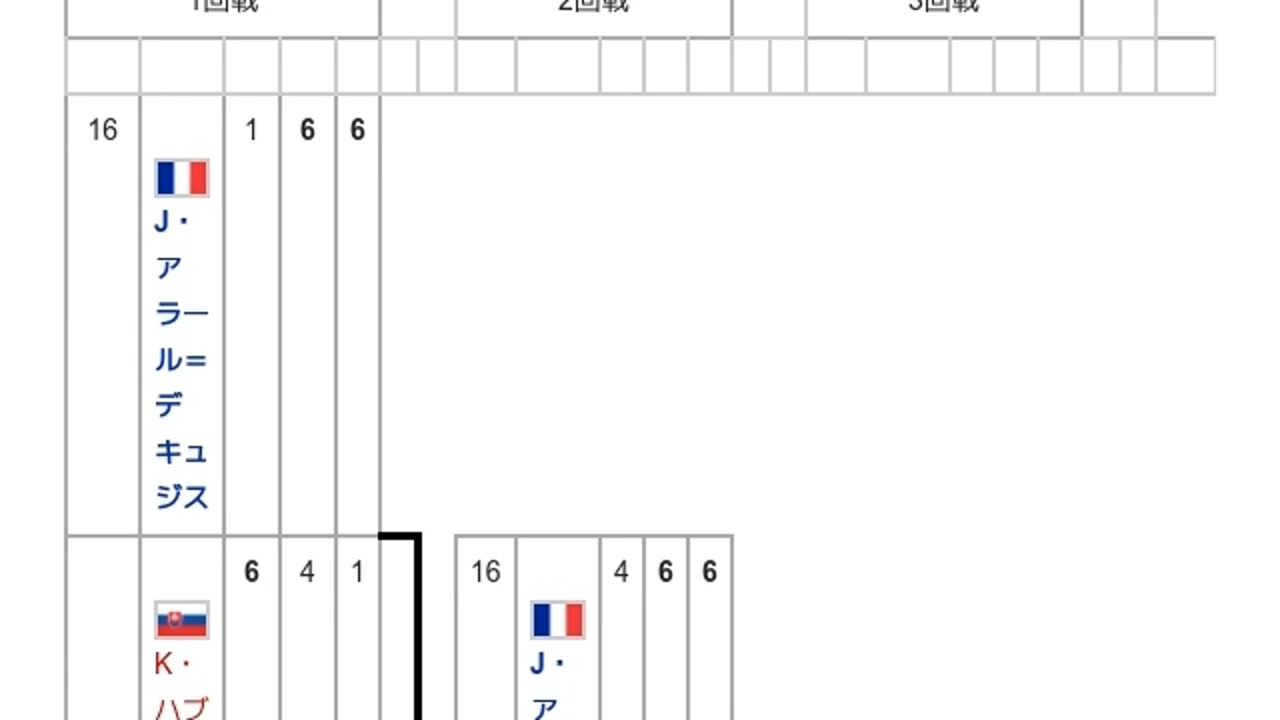 1回戦 2回戦 3回戦
16 1 6 6
J・
ア
ラー
ル=
デ
キュ
ジス
6 4 1 16 4 6 6
K・ J・
ハブ ア